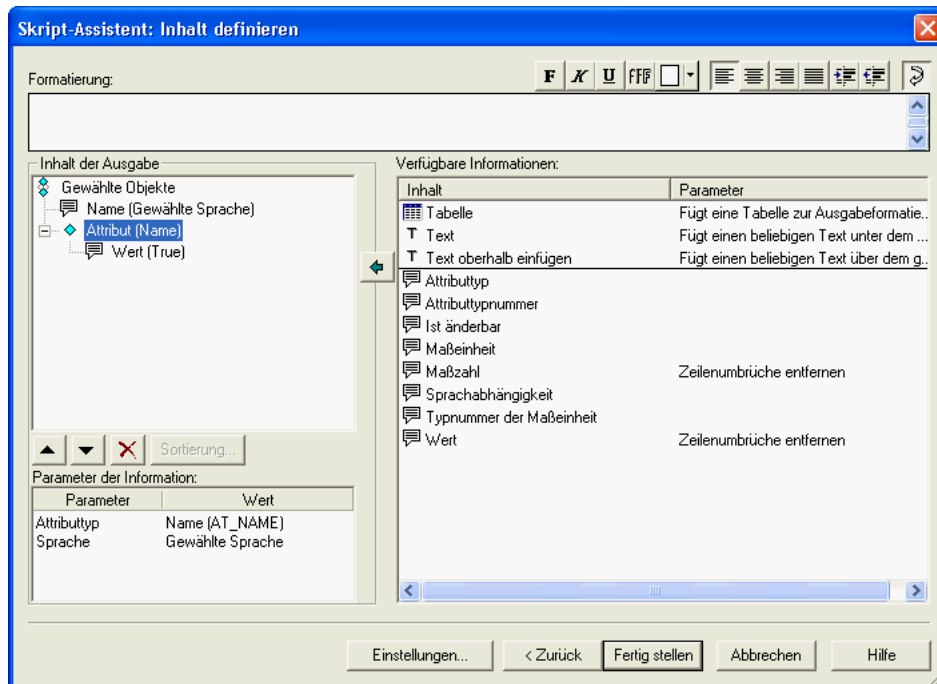 Skript-Assistent: Inhalt definieren
Formatierung:
F K U FFF
Inhalt der Ausgabe
Gewählte Objekte
Name (Gewählte Sprache)
Attribut (Name)
Wert (True)
Sortierung...
Parameter der Information:
Parameter Wert
Attributtyp Name (AT_NAME)
Sprache Gewählte Sprache
Verfügbare Informationen:
Inhalt Parameter
Tabelle Fügt eine Tabelle zur Ausgabeformatie..
T Text Fügt einen beliebigen Text unter dem ...
T Text oberhalb einfügen Fügt einen beliebigen Text über dem g..
Attributtyp
Attributtypnummer
Ist änderbar
Maßeinheit
Maßzahl Zeilenumbrüche entfernen
Sprachabhängigkeit
Typnummer der Maßeinheit
Wert Zeilenumbrüche entfernen
Einstellungen... < Zurück Fertig stellen Abbrechen Hilfe